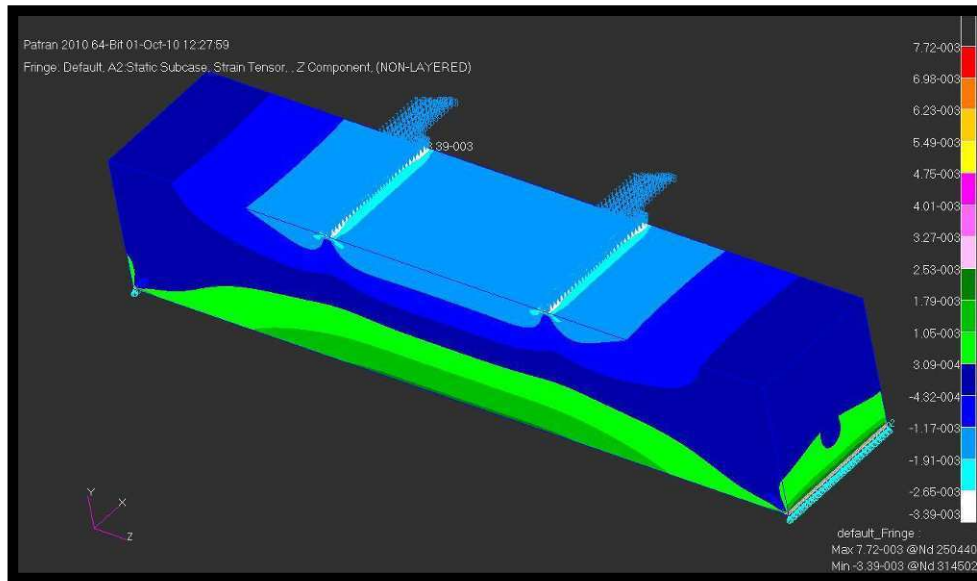 Patran 2010 64-Bit 01-Oct-10 12:27:59
Fringe: Default, A2:Static Subcase, Strain Tensor, , Z Component, (NON-LAYERED)
7.72-003
6.98-003
6.23-003
5.49-003
4.75-003
4.01-003
3.27-003
2.53-003
1.79-003
1.05-003
3.09-004
-4.32-004
-1.17-003
-1.91-003
-2.65-003
-3.39-003
3.39-003
Y
X
Z
default_Fringe :
Max 7.72-003 @Nd 250440
Min -3.39-003 @Nd 314502